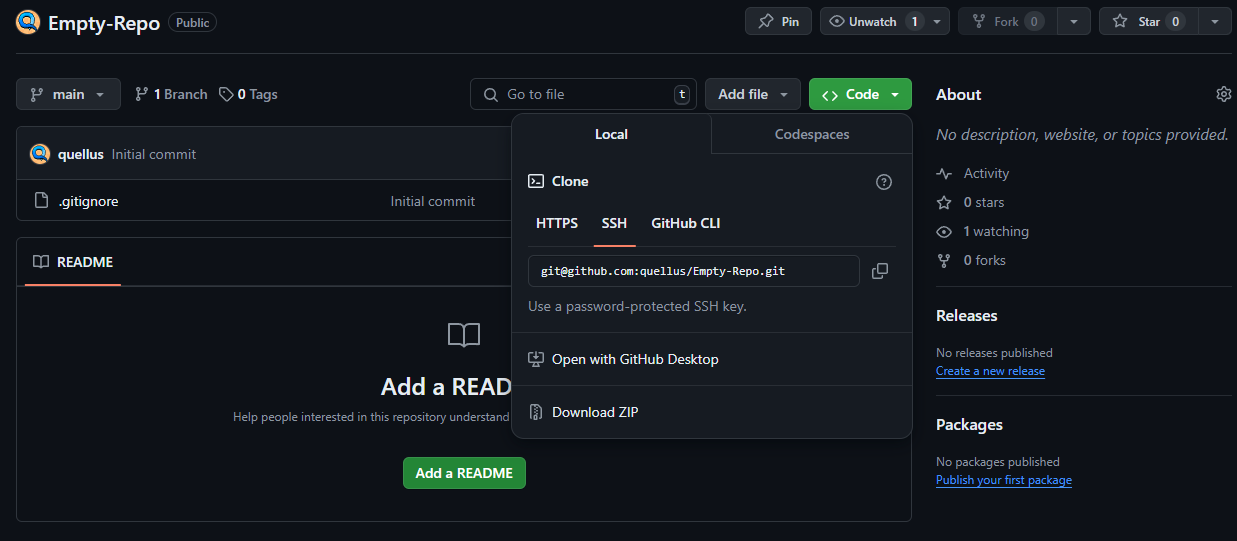 Empty-Repo Public Pin Unwatch 1 Fork 0 Star 0
main 1 Branch 0 Tags Go to file t Add file Code
quellus Initial commit
.gitignore Initial commit
README
Add a READ
Help people interested in this repository understand
Add a README
Local Codespaces
Clone
HTTPS SSH GitHub CLI
git@github.com:quellus/Empty-Repo.git
Use a password-protected SSH key.
Open with GitHub Desktop
Download ZIP
About
No description, website, or topics provided.
Activity
0 stars
1 watching
0 forks
Releases
No releases published
Create a new release
Packages
No packages published
Publish your first package